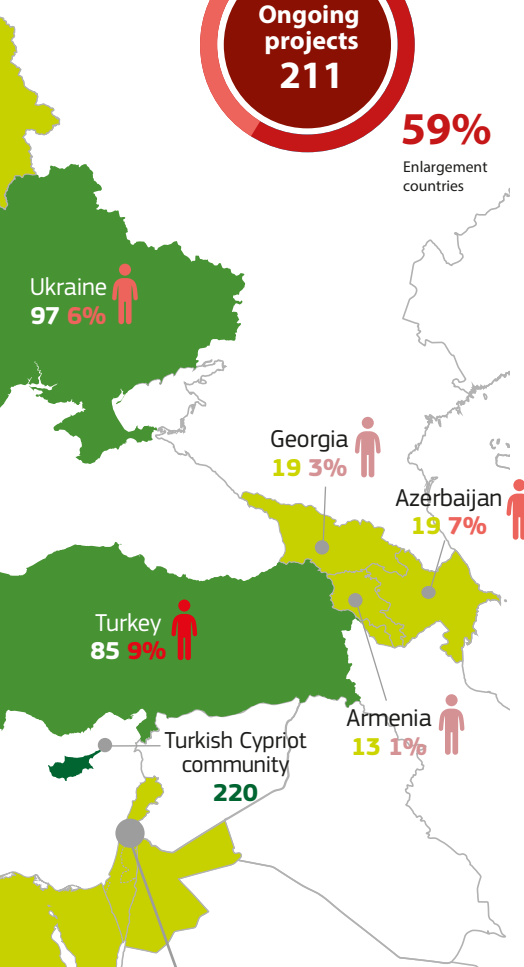 Ongoing
projects
211
59%
Enlargement
countries
Ukraine
97 6%
Georgia
19 3%
Azerbaijan
19 7%
Turkey
85 9%
Armenia
13 1%
Turkish Cypriot
community
220